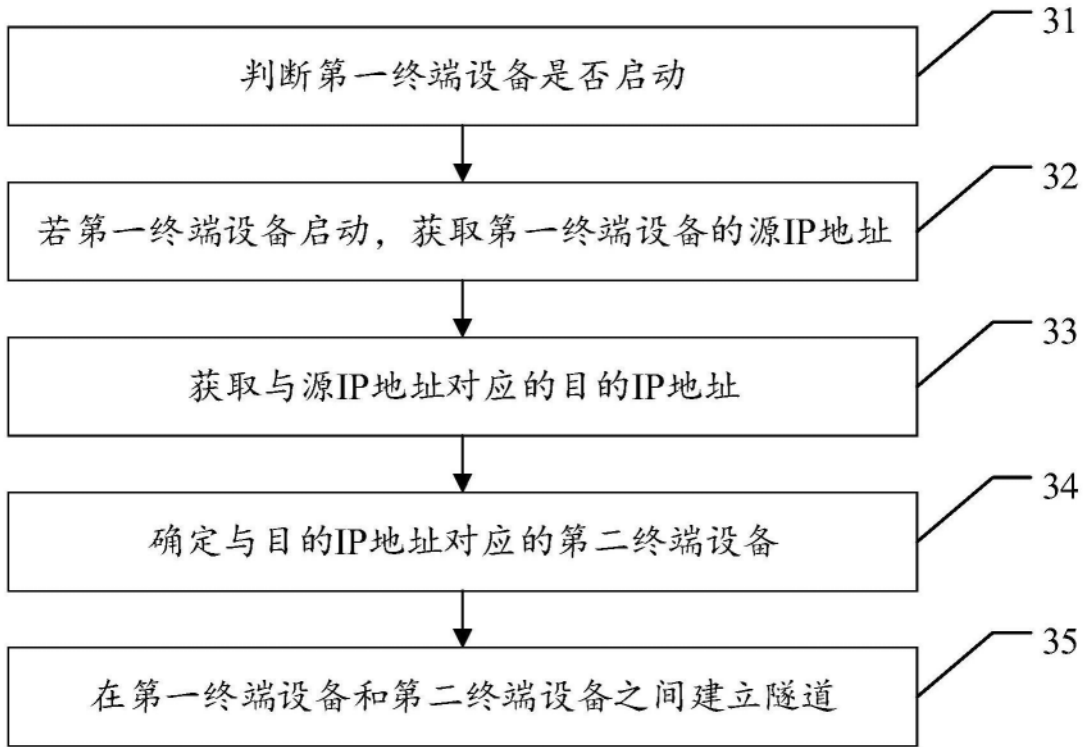 31
判断第一终端设备是否启动
32
若第一终端设备启动，获取第一终端设备的源IP地址
33
获取与源IP地址对应的目的IP地址
34
确定与目的IP地址对应的第二终端设备
35
在第一终端设备和第二终端设备之间建立隧道